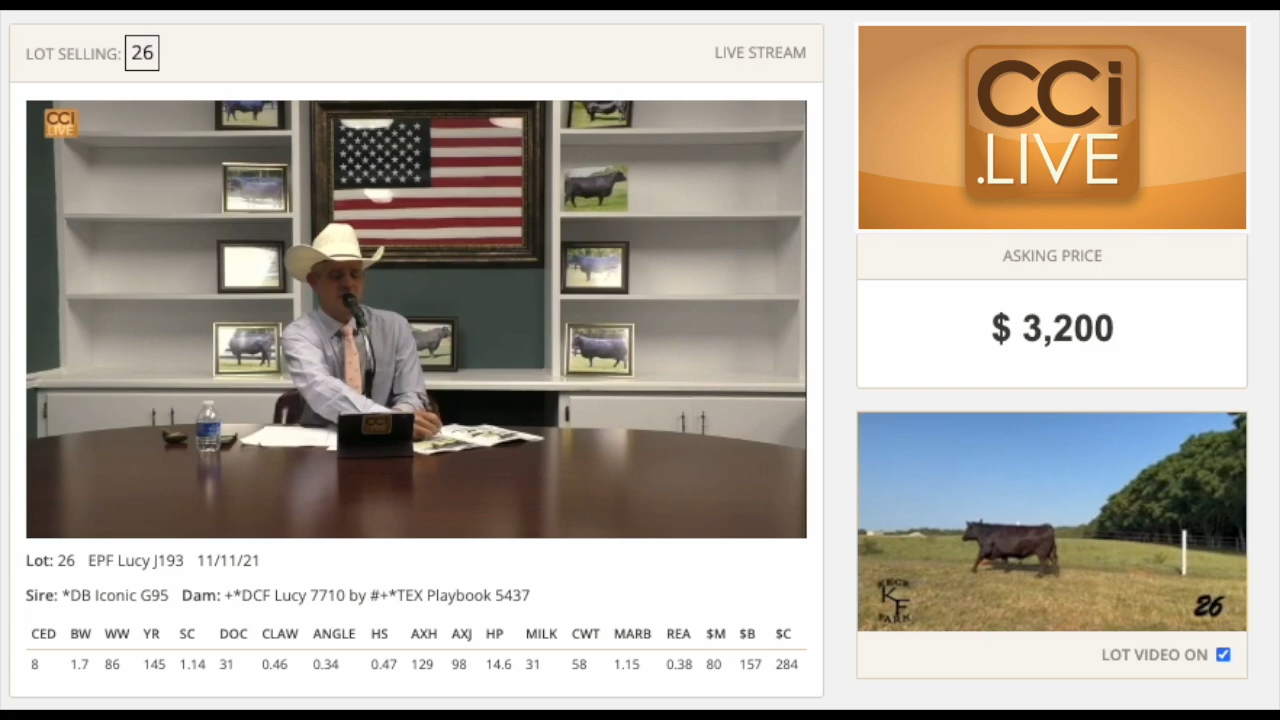 LOT SELLING: 26
LIVE STREAM
CCi
LIVE
CCi
CCi
.LIVE
ASKING PRICE
$ 3,200
KECK
KF
FARM
26
LOT VIDEO ON
Lot: 26 EPF Lucy J193 11/11/21
Sire: *DB Iconic G95 Dam: +*DCF Lucy 7710 by #+*TEX Playbook 5437
CED BW WW YR SC DOC CLAW ANGLE HS AXH AXJ HP MILK CWT MARB REA $M $B $C
8 1.7 86 145 1.14 31 0.46 0.34 0.47 129 98 14.6 31 58 1.15 0.38 80 157 284